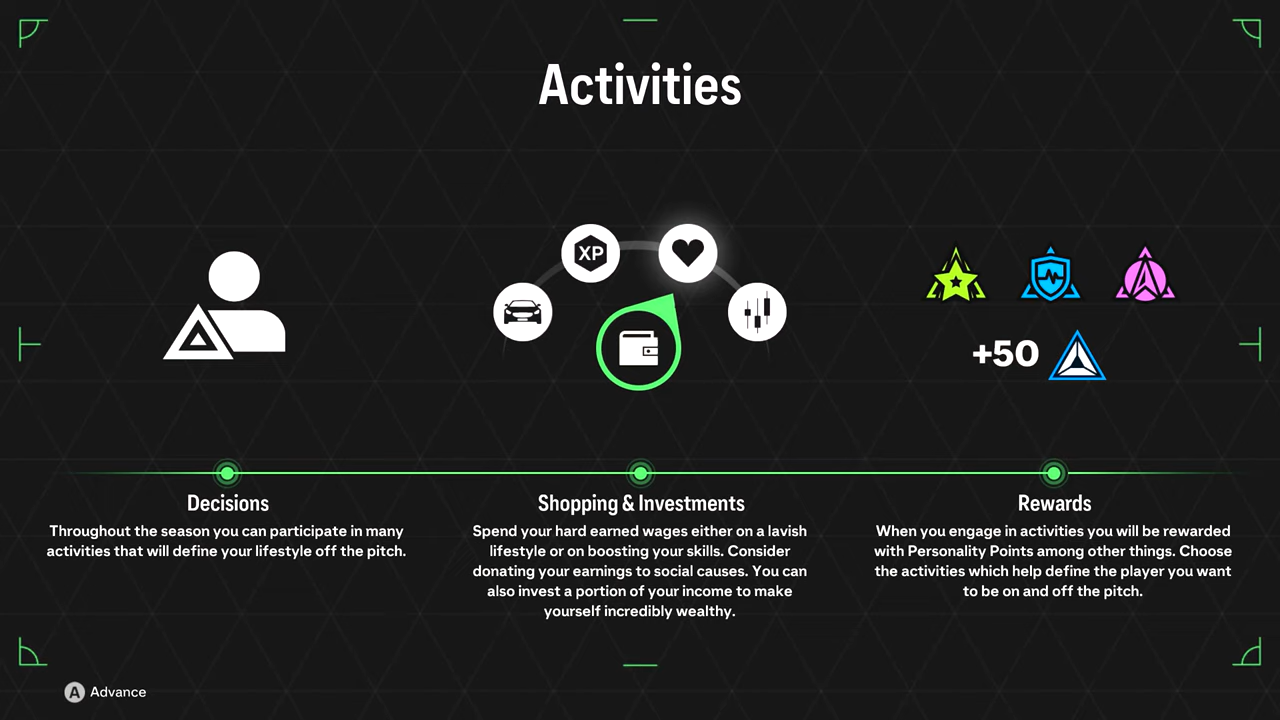 Activities
XP
+50
Decisions
Throughout the season you can participate in many
activities that will define your lifestyle off the pitch.
Shopping & Investments
Spend your hard earned wages either on a lavish
lifestyle or on boosting your skills. Consider
donating your earnings to social causes. You can
also invest a portion of your income to make
yourself incredibly wealthy.
Rewards
When you engage in activities you will be rewarded
with Personality Points among other things. Choose
the activities which help define the player you want
to be on and off the pitch.
A Advance